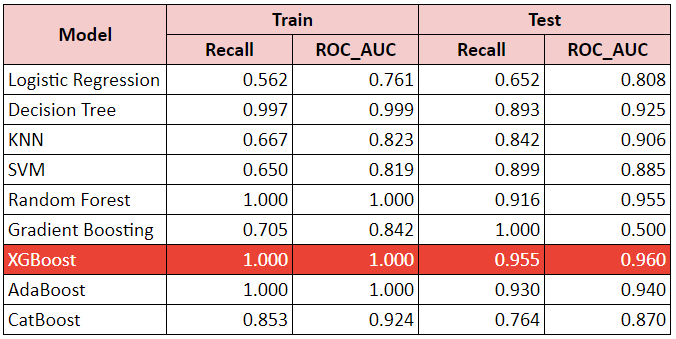 Model Train Test
Recall ROC_AUC Recall ROC_AUC
Logistic Regression 0.562 0.761 0.652 0.808
Decision Tree 0.997 0.999 0.893 0.925
KNN 0.667 0.823 0.842 0.906
SVM 0.650 0.819 0.899 0.885
Random Forest 1.000 1.000 0.916 0.955
Gradient Boosting 0.705 0.842 1.000 0.500
XGBoost 1.000 1.000 0.955 0.960
AdaBoost 1.000 1.000 0.930 0.940
CatBoost 0.853 0.924 0.764 0.870